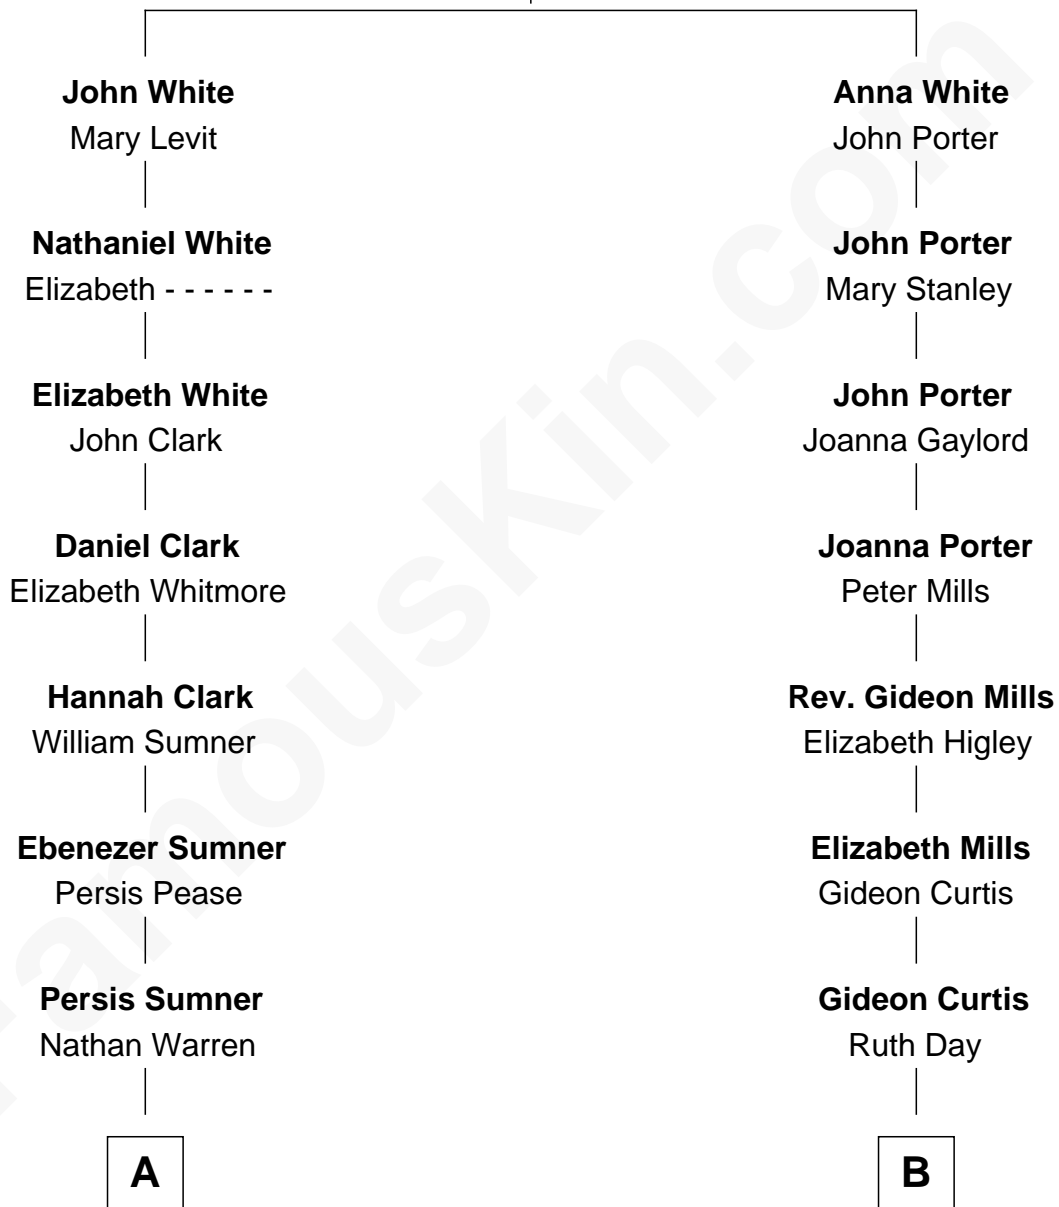 John White
Mary Levit
Anna White
John Porter
Nathaniel White
Elizabeth - - - - - -
John Porter
Mary Stanley
Elizabeth White
John Clark
John Porter
Joanna Gaylord
Daniel Clark
Elizabeth Whitmore
Joanna Porter
Peter Mills
Hannah Clark
William Sumner
Rev. Gideon Mills
Elizabeth Higley
Ebenezer Sumner
Persis Pease
Elizabeth Mills
Gideon Curtis
Persis Sumner
Nathan Warren
Gideon Curtis
Ruth Day
A
B
FamousKin.com